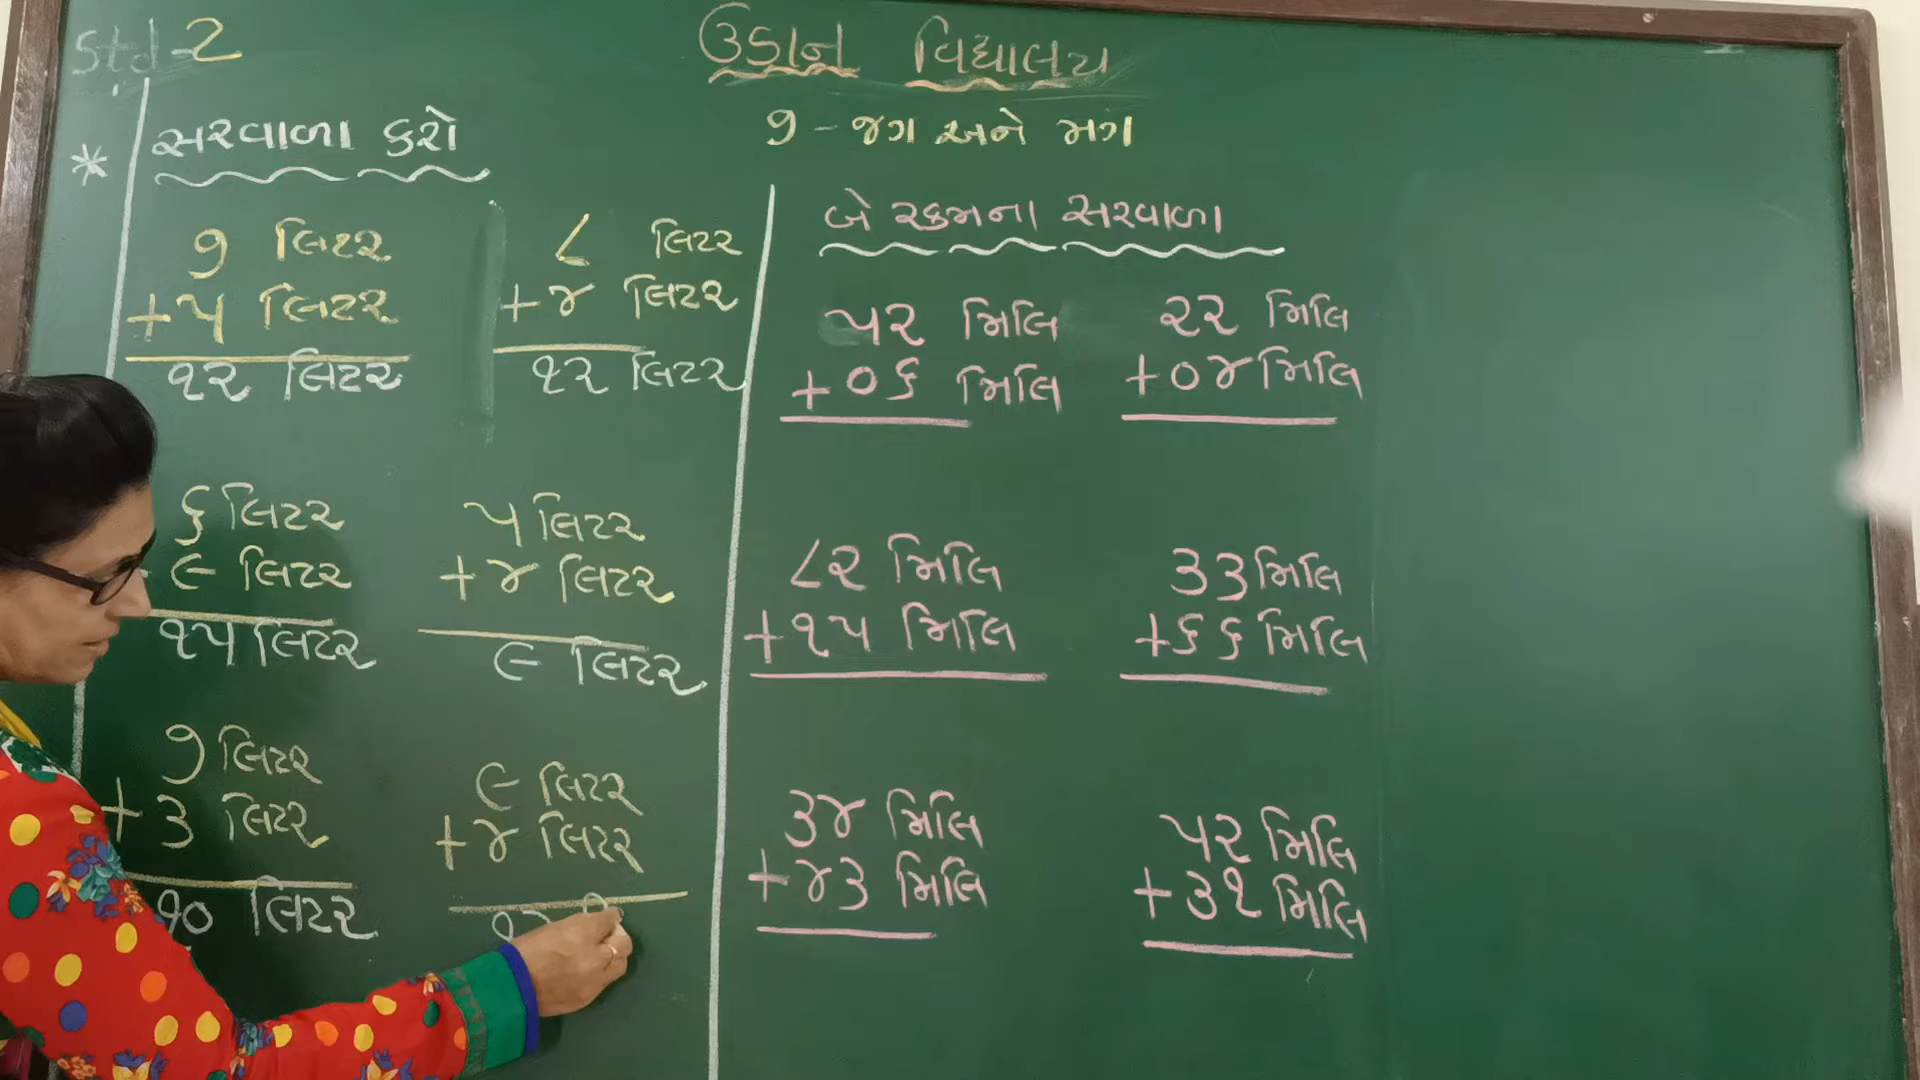 Std-2
ઉડાન વિદ્યાલય
૭ - જગ અને મગ
* સરવાળા કરો
૭ લિટર
+૫ લિટર
૧૨ લિટર
૮ લિટર
+૪ લિટર
૧૨ લિટર
૬ લિટર
૯ લિટર
૧૫ લિટર
૫ લિટર
+૪ લિટર
૯ લિટર
૭ લિટર
+૩ લિટર
૧૦ લિટર
૯ લિટર
+૪ લિટર
બે રકમના સરવાળા
૫૨ મિલિ
+૦૬ મિલિ
૨૨ મિલિ
+૦૪ મિલિ
૮૨ મિલિ
+૧૫ મિલિ
૩૩ મિલિ
+૬૬ મિલિ
૩૪ મિલિ
+૪૩ મિલિ
૫૨ મિલિ
+૩૧ મિલિ